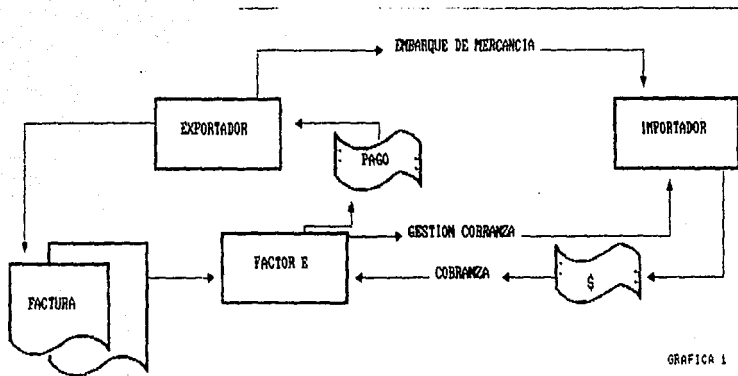 EMBARQUE DE MERCANCIA
EXPORTADOR
IMPORTADOR
PAGO
GESTION COBRANZA
FACTOR E
COBRANZA
$
FACTURA
GRAFICA 1